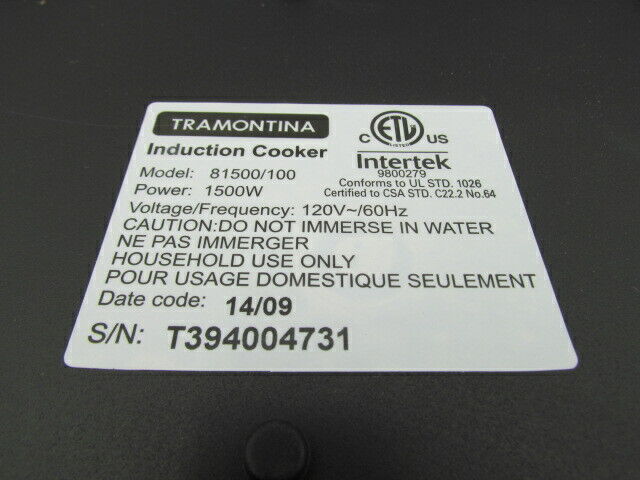 TRAMONTINA
Induction Cooker
Model: 81500/100
Power: 1500W
C ETL US
LISTED
Intertek
9800279
Conforms to UL STD. 1026
Certified to CSA STD. C22.2 No.64
Voltage/Frequency: 120V~/60Hz
CAUTION:DO NOT IMMERSE IN WATER
NE PAS IMMERGER
HOUSEHOLD USE ONLY
POUR USAGE DOMESTIQUE SEULEMENT
Date code: 14/09
S/N: T394004731